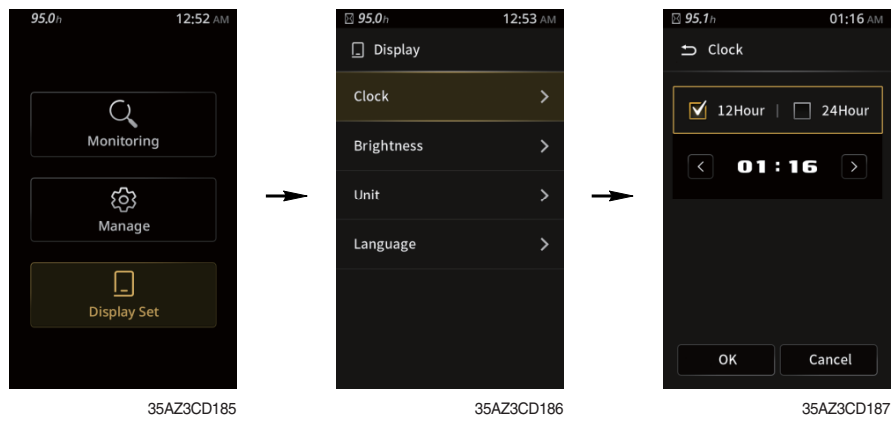 95.0h 12:52 AM
Monitoring
Manage
Display Set
35AZ3CD185
95.0h 12:53 AM
Display
Clock
Brightness
Unit
Language
35AZ3CD186
95.1h 01:16 AM
Clock
12Hour | 24Hour
01:16
OK Cancel
35AZ3CD187